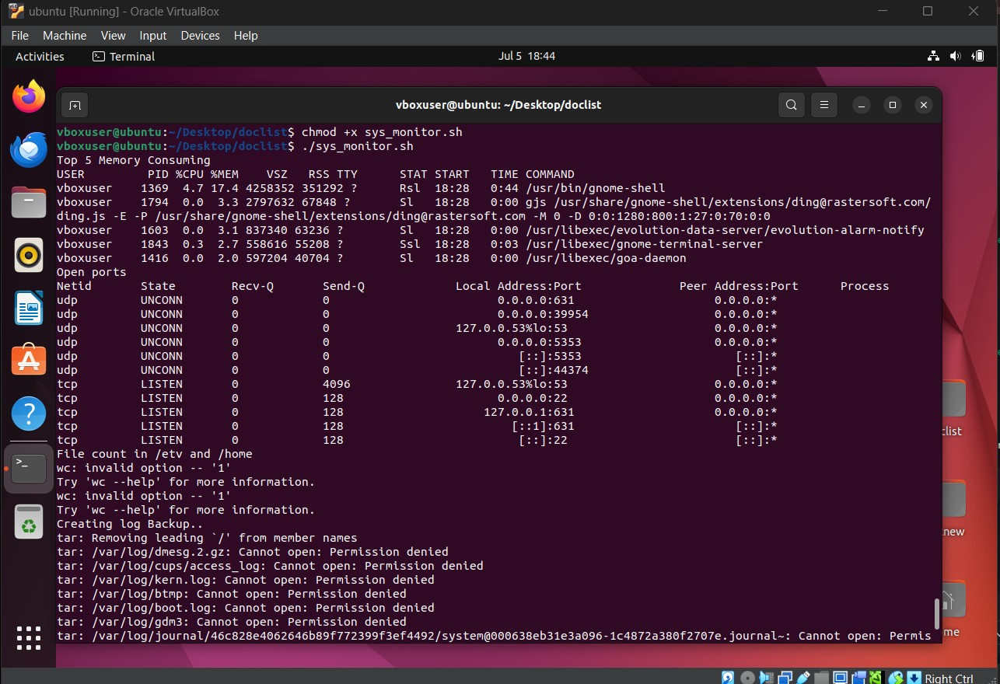 ubuntu [Running] - Oracle VirtualBox
File Machine View Input Devices Help
Activities Terminal Jul 5 18:44
vboxuser@ubuntu: ~/Desktop/doclist
vboxuser@ubuntu:~/Desktop/doclist$ chmod +x sys_monitor.sh
vboxuser@ubuntu:~/Desktop/doclist$ ./sys_monitor.sh
Top 5 Memory Consuming
USER PID %CPU %MEM VSZ RSS TTY STAT START TIME COMMAND
vboxuser 1369 4.7 17.4 4258352 351292 ? Rsl 18:28 0:44 /usr/bin/gnome-shell
vboxuser 1794 0.0 3.3 2797632 67848 ? Sl 18:28 0:00 gjs /usr/share/gnome-shell/extensions/ding@rastersoft.com/
ding.js -E -P /usr/share/gnome-shell/extensions/ding@rastersoft.com -M 0 -D 0:0:1280:800:1:27:0:70:0:0
vboxuser 1603 0.0 3.1 837340 63236 ? Sl 18:28 0:00 /usr/libexec/evolution-data-server/evolution-alarm-notify
vboxuser 1843 0.3 2.7 558616 55208 ? Ssl 18:28 0:03 /usr/libexec/gnome-terminal-server
vboxuser 1416 0.0 2.0 597204 40704 ? Sl 18:28 0:00 /usr/libexec/goa-daemon
Open ports
Netid State Recv-Q Send-Q Local Address:Port Peer Address:Port Process
udp UNCONN 0 0 0.0.0.0:631 0.0.0.0:*
udp UNCONN 0 0 0.0.0.0:39954 0.0.0.0:*
udp UNCONN 0 0 127.0.0.53%lo:53 0.0.0.0:*
udp UNCONN 0 0 0.0.0.0:5353 0.0.0.0:*
udp UNCONN 0 0 [::]:5353 [::]:*
udp UNCONN 0 0 [::]:44374 [::]:*
tcp LISTEN 0 4096 127.0.0.53%lo:53 0.0.0.0:*
tcp LISTEN 0 128 0.0.0.0:22 0.0.0.0:*
tcp LISTEN 0 128 127.0.0.1:631 0.0.0.0:*
tcp LISTEN 0 128 [::1]:631 [::]:*
tcp LISTEN 0 128 [::]:22 [::]:*
File count in /etv and /home
wc: invalid option -- '1'
Try 'wc --help' for more information.
wc: invalid option -- '1'
Try 'wc --help' for more information.
Creating log Backup..
tar: Removing leading `/' from member names
tar: /var/log/dmesg.2.gz: Cannot open: Permission denied
tar: /var/log/cups/access_log: Cannot open: Permission denied
tar: /var/log/kern.log: Cannot open: Permission denied
tar: /var/log/btmp: Cannot open: Permission denied
tar: /var/log/boot.log: Cannot open: Permission denied
tar: /var/log/gdm3: Cannot open: Permission denied
tar: /var/log/journal/46c828e4062646b89f772399f3ef4492/system@000638eb31e3a096-1c4872a380f2707e.journal~: Cannot open: Permis
clist
new
me
Right Ctrl